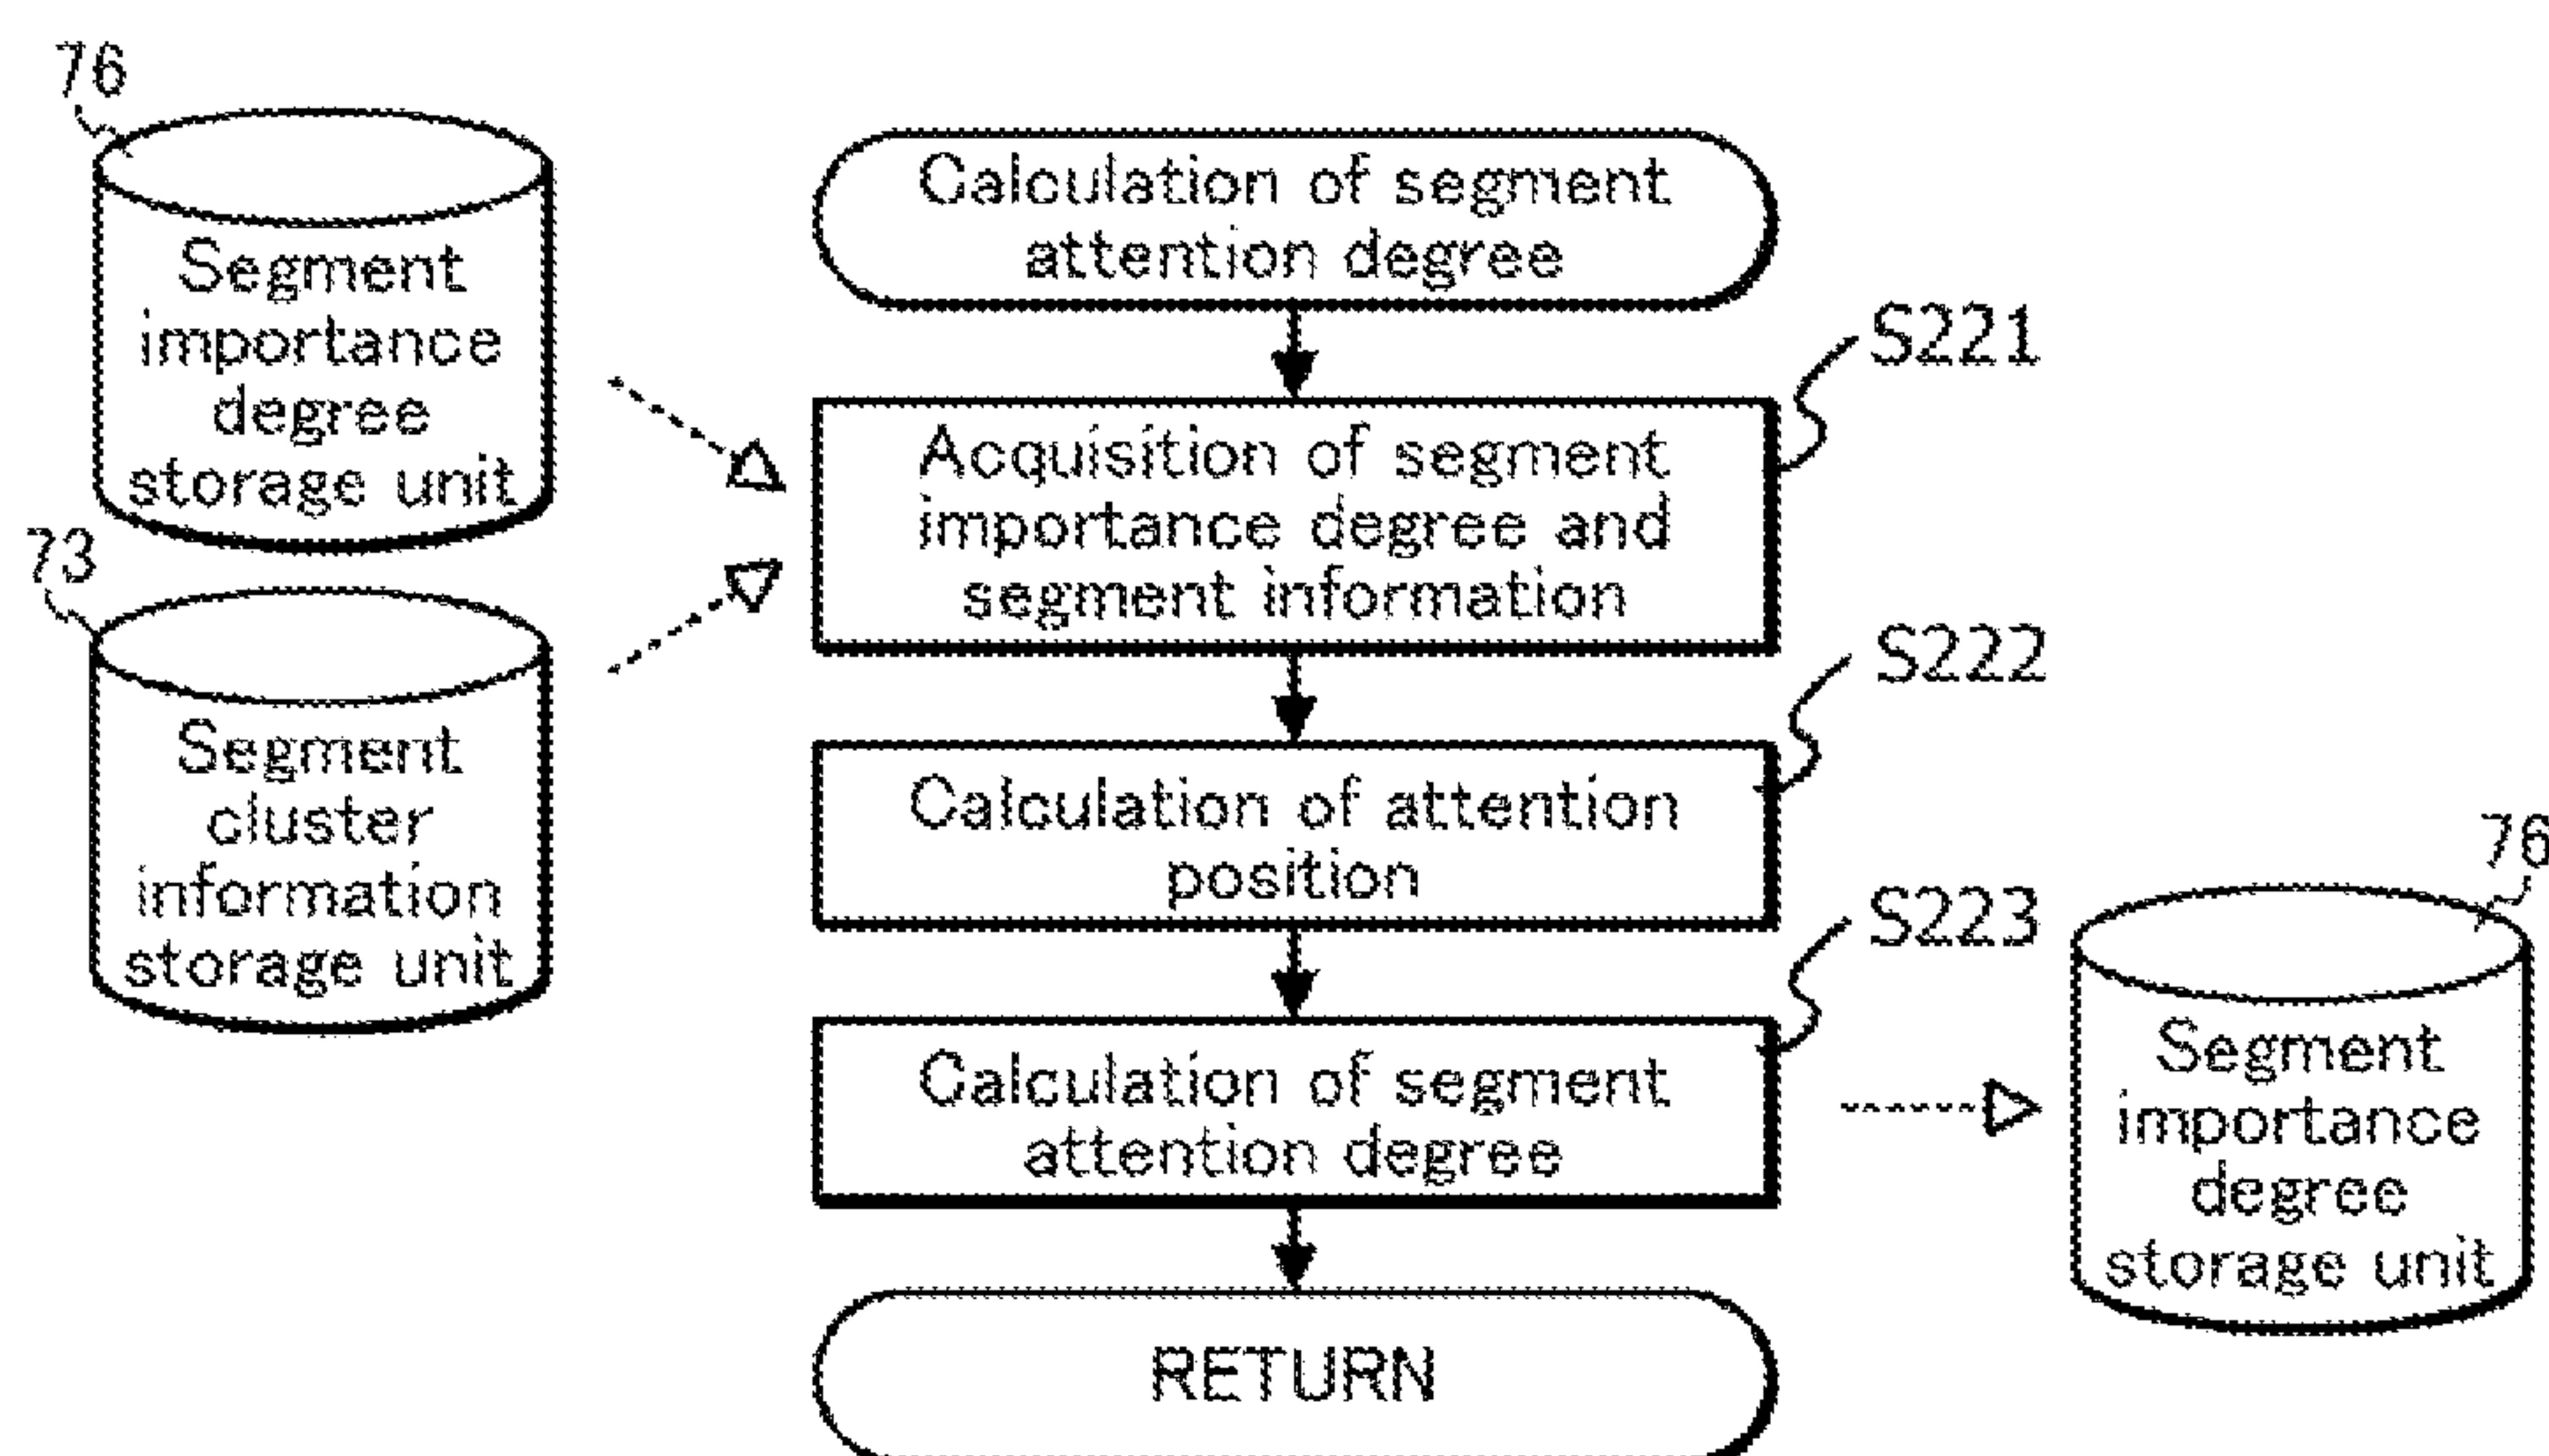 76
Segment
importance
degree
storage unit
73
Segment
cluster
information
storage unit
Calculation of segment
attention degree
S221
Acquisition of segment
importance degree and
segment information
S222
Calculation of attention
position
S223
Calculation of segment
attention degree
76
Segment
importance
degree
storage unit
RETURN